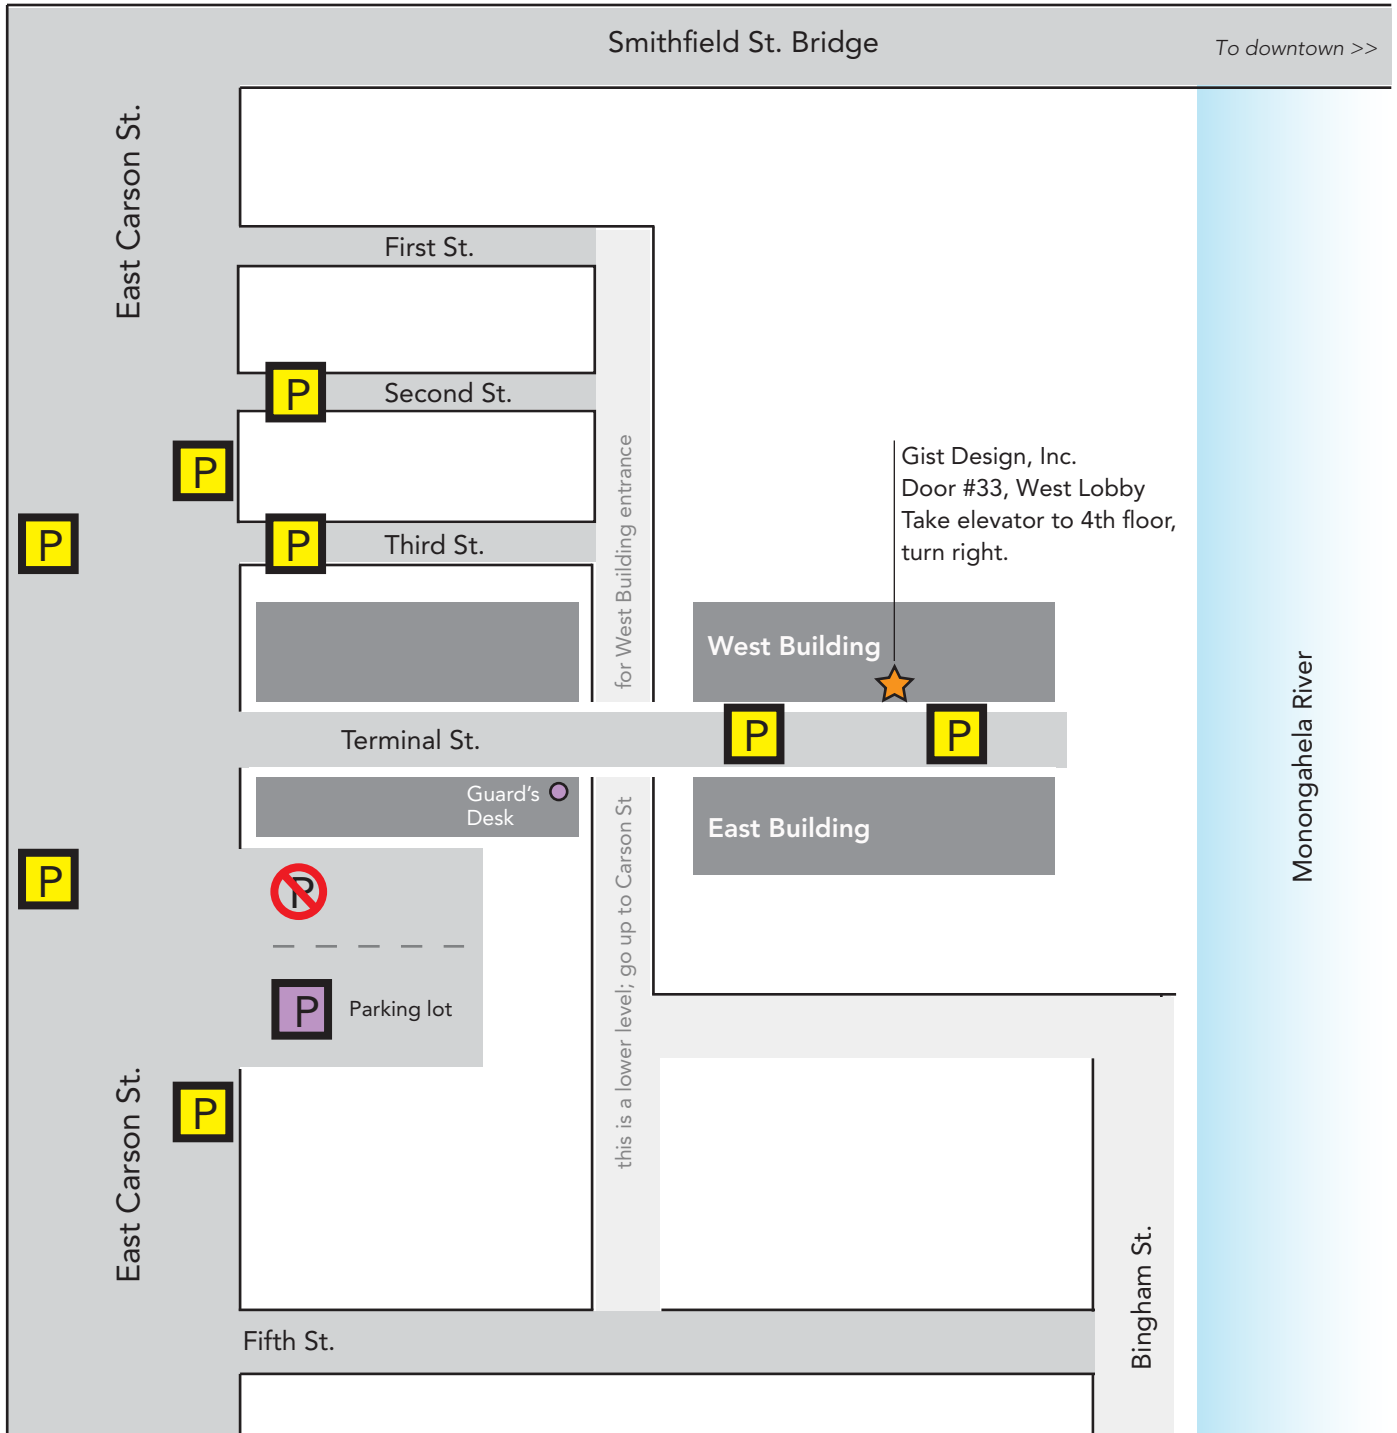 Smithfield St. Bridge
To downtown >>
East Carson St.
First St.
P
Second St.
P
P
P
Third St.
for West Building entrance
Gist Design, Inc.
Door #33, West Lobby
Take elevator to 4th floor,
turn right.
West Building
Terminal St.
P
P
Guard's
Desk
East Building
Monongahela River
P
P
P
Parking lot
this is a lower level; go up to Carson St
East Carson St.
P
Fifth St.
Bingham St.